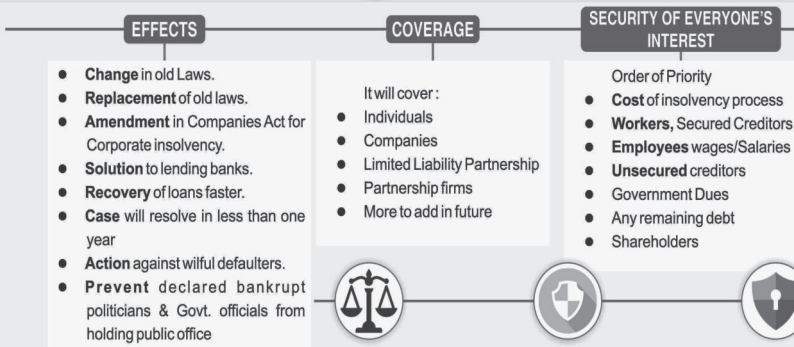 EFFECTS
● Change in old Laws.
● Replacement of old laws.
● Amendment in Companies Act for
Corporate insolvency.
● Solution to lending banks.
● Recovery of loans faster.
● Case will resolve in less than one
year
● Action against wilful defaulters.
● Prevent declared bankrupt
politicians & Govt. officials from
holding public office
COVERAGE
It will cover :
● Individuals
● Companies
● Limited Liability Partnership
● Partnership firms
● More to add in future
SECURITY OF EVERYONE'S
INTEREST
Order of Priority
● Cost of insolvency process
● Workers, Secured Creditors
● Employees wages/Salaries
● Unsecured creditors
● Government Dues
● Any remaining debt
● Shareholders